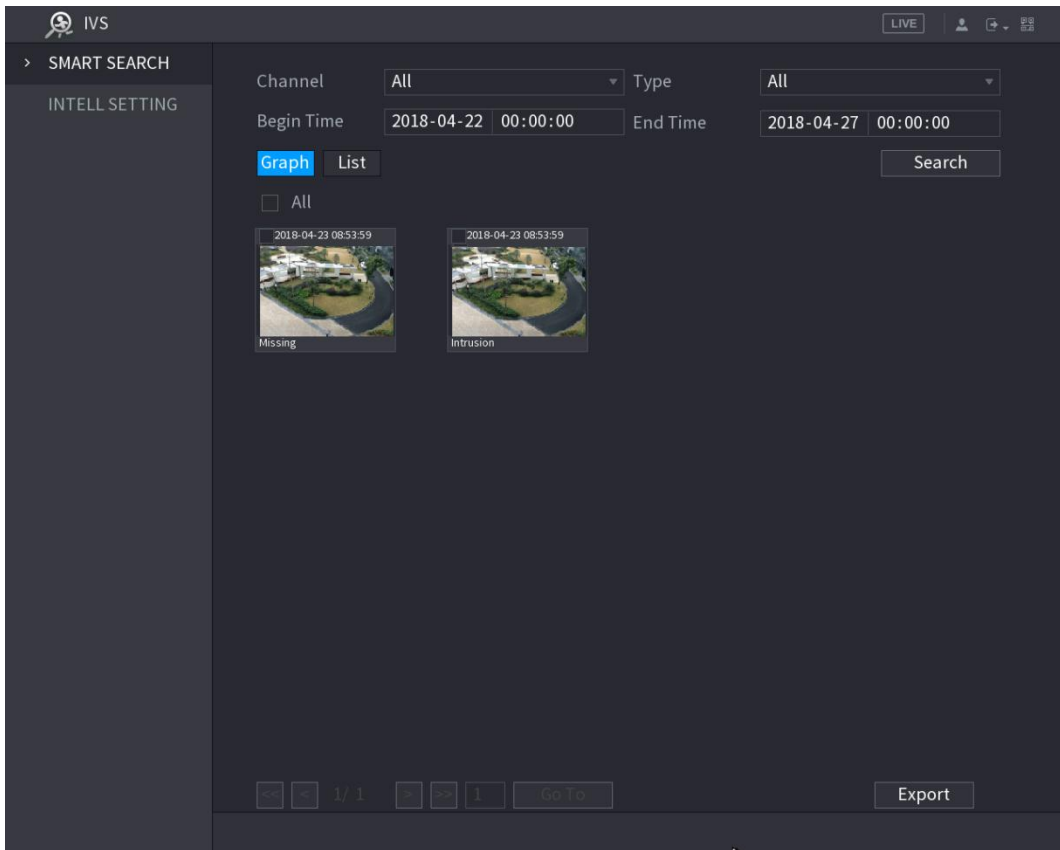 IVS
LIVE
> SMART SEARCH
INTELL SETTING
Channel All Type All
Begin Time 2018-04-22 00:00:00 End Time 2018-04-27 00:00:00
Graph List Search
All
2018-04-23 08:53:59 2018-04-23 08:53:59
Missing Intrusion
<< < 1/ 1 > >> 1 Go To Export